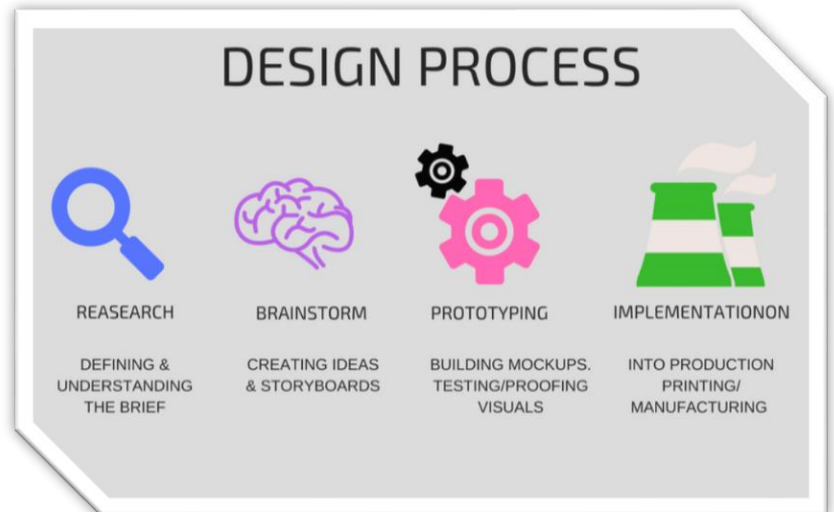 DESIGN PROCESS
REASEARCH
DEFINING &
UNDERSTANDING
THE BRIEF
BRAINSTORM
CREATING IDEAS
& STORYBOARDS
PROTOTYPING
BUILDING MOCKUPS.
TESTING/PROOFING
VISUALS
IMPLEMENTATIONON
INTO PRODUCTION
PRINTING/
MANUFACTURING